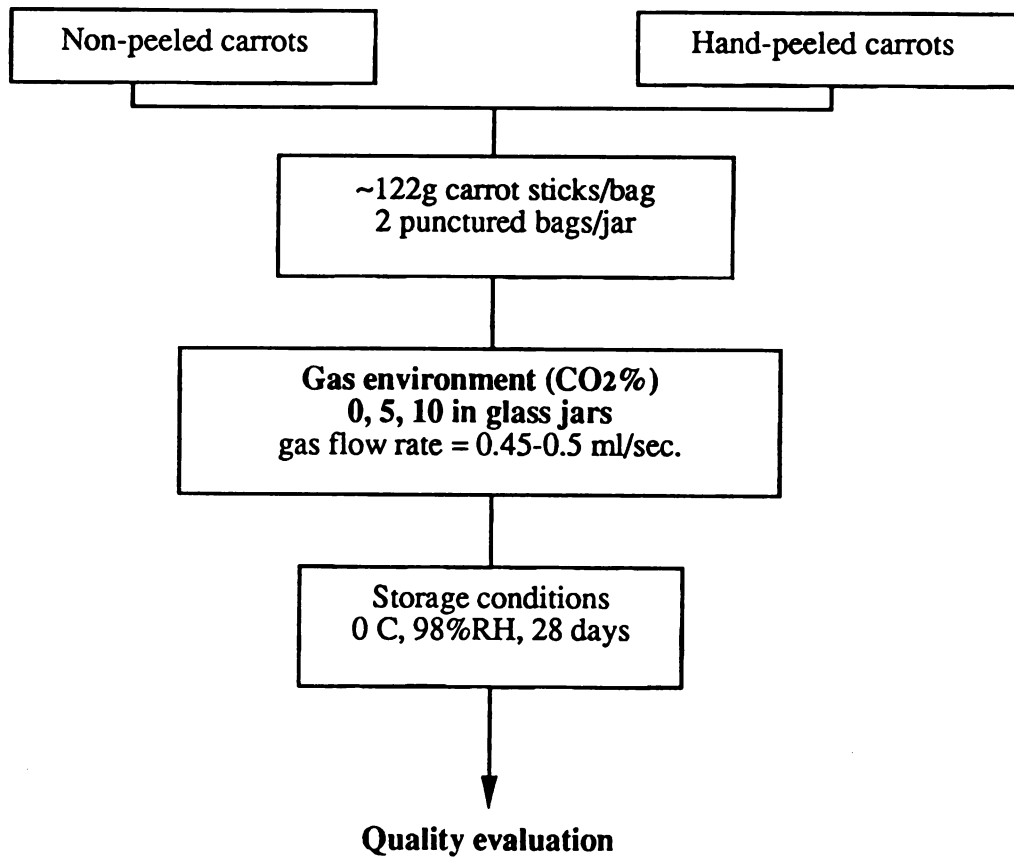 Non-peeled carrots
Hand-peeled carrots
~122g carrot sticks/bag
2 punctured bags/jar
Gas environment (CO2%)
0, 5, 10 in glass jars
gas flow rate = 0.45-0.5 ml/sec.
Storage conditions
0 C, 98%RH, 28 days
Quality evaluation